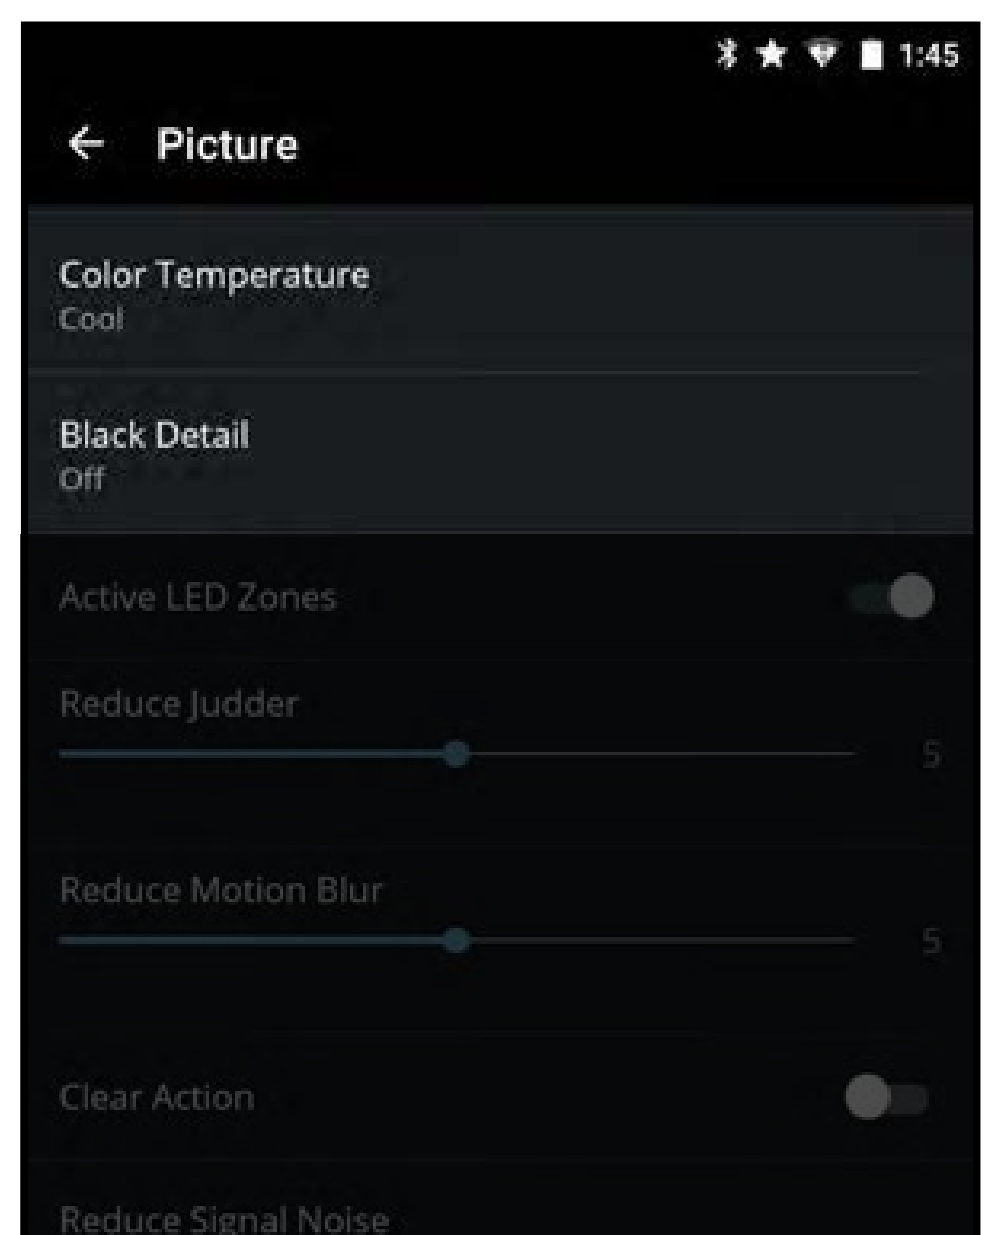 1:45
Picture
Color Temperature
Cool
Black Detail
Off
Active LED Zones
Reduce Judder
5
Reduce Motion Blur
5
Clear Action
Reduce Signal Noise